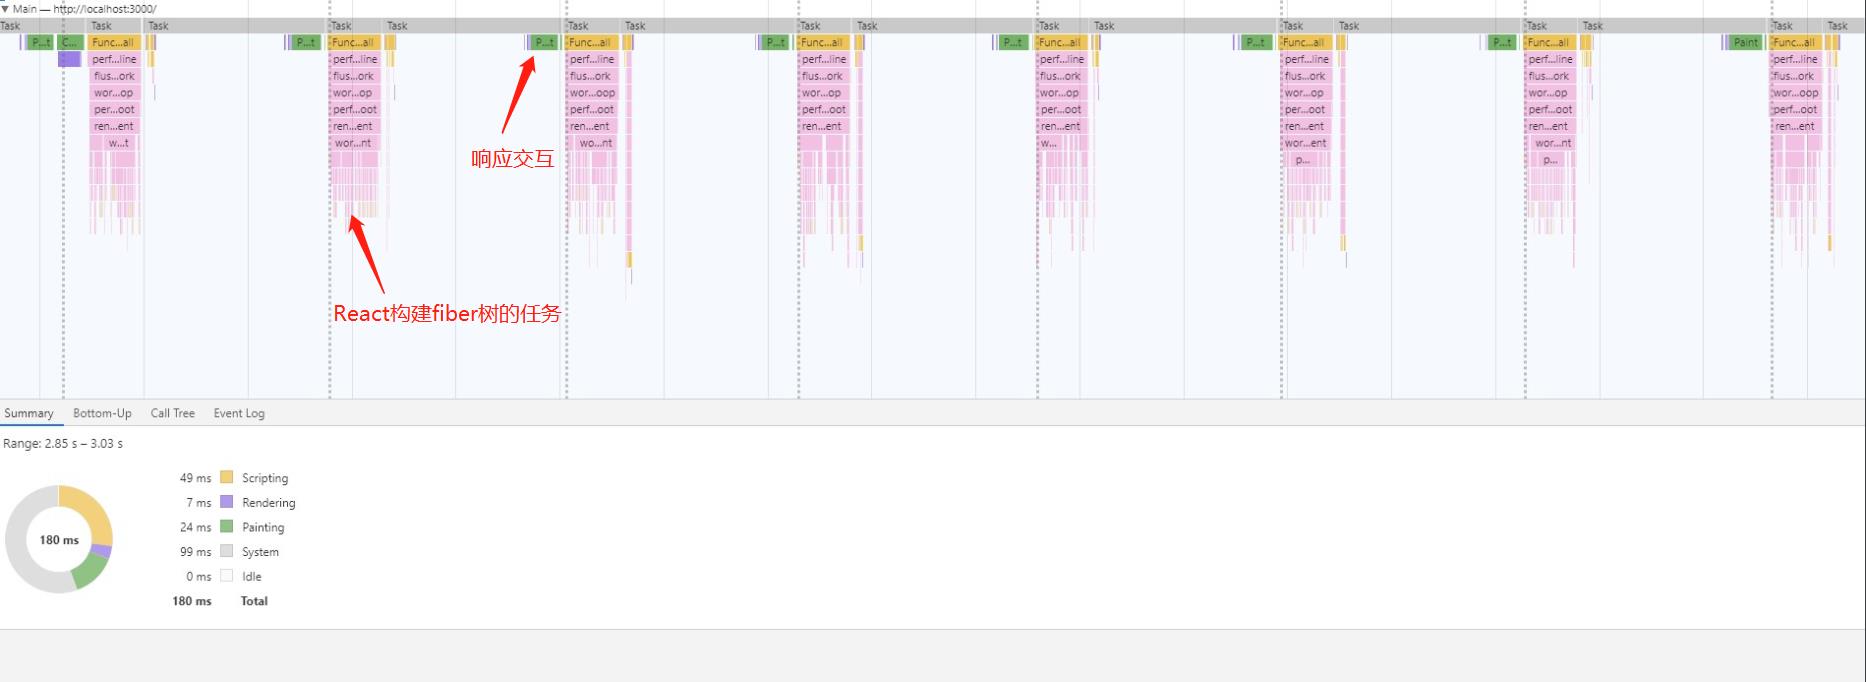 Main — http://localhost:3000/
Task Task Task Task Task Task Task Task Task Task Task Task Task Task Task Task Task
P...t C... Func...all P...t Func...all P...t Func...all P...t Func...all P...t Func...all P...t Func...all P...t Func...all Paint Func...all
perf...line perf...line perf...line perf...line perf...line perf...line perf...line perf...line
flus...ork flus...ork flus...ork flus...ork flus...ork flus...ork flus...ork flus...ork
wor...op wor...op wor...oop wor...op wor...op wor...op wor...op wor...oop
per...oot perf...oot perf...oot perf...oot per...oot per...oot perf...oot perf...oot
ren...ent ren...ent ren...ent ren...ent ren...ent ren...ent ren...ent ren...ent
w...t wor...nt wo...nt w... wor...ent wor...nt
p... p...
响应交互
React构建fiber树的任务
Summary Bottom-Up Call Tree Event Log
Range: 2.85 s – 3.03 s
49 ms Scripting
7 ms Rendering
24 ms Painting
180 ms
99 ms System
0 ms Idle
180 ms Total